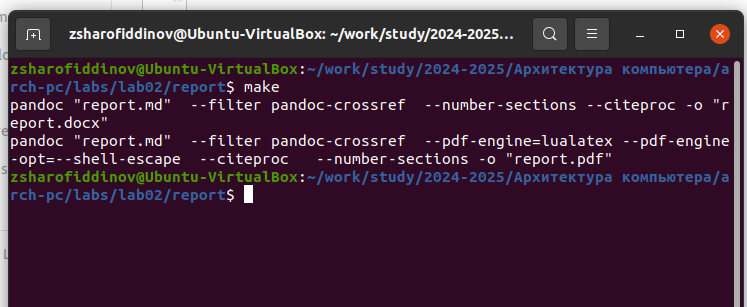 zsharofiddinov@Ubuntu-VirtualBox: ~/work/study/2024-2025…
zsharofiddinov@Ubuntu-VirtualBox:~/work/study/2024-2025/Архитектура компьютера/a
rch-pc/labs/lab02/report$ make
pandoc "report.md"  --filter pandoc-crossref  --number-sections --citeproc -o "r
eport.docx"
pandoc "report.md"  --filter pandoc-crossref  --pdf-engine=lualatex --pdf-engine
-opt=--shell-escape  --citeproc   --number-sections -o "report.pdf"
zsharofiddinov@Ubuntu-VirtualBox:~/work/study/2024-2025/Архитектура компьютера/a
rch-pc/labs/lab02/report$